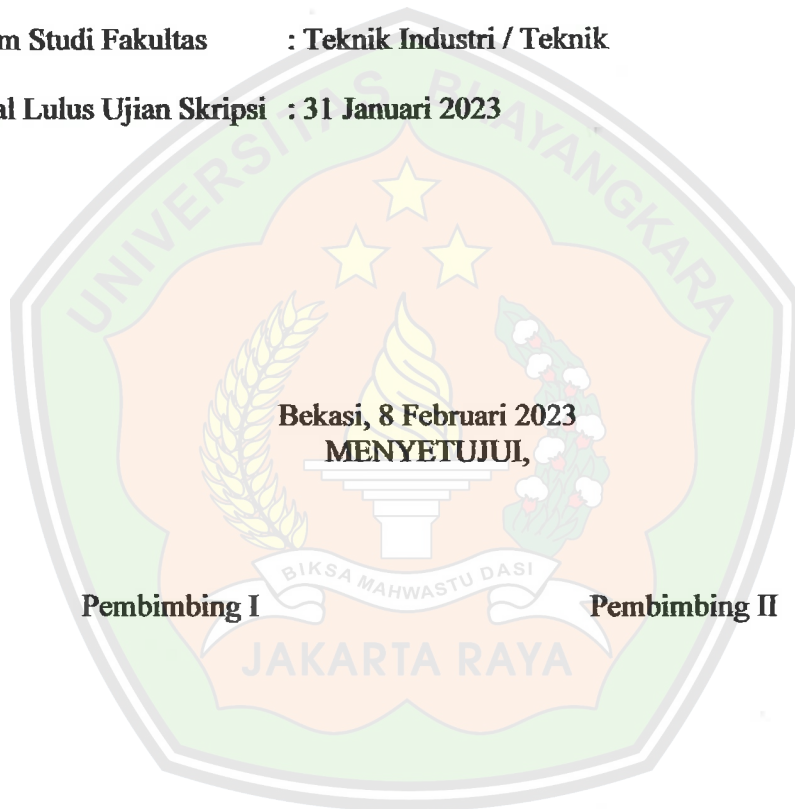 m Studi Fakultas : Teknik Industri / Teknik
al Lulus Ujian Skripsi : 31 Januari 2023
UNIVERSITAS BHAYANGKARA
Bekasi, 8 Februari 2023
MENYETUJUI,
BIKSA MAHWASTU DASI
Pembimbing I Pembimbing II
JAKARTA RAYA